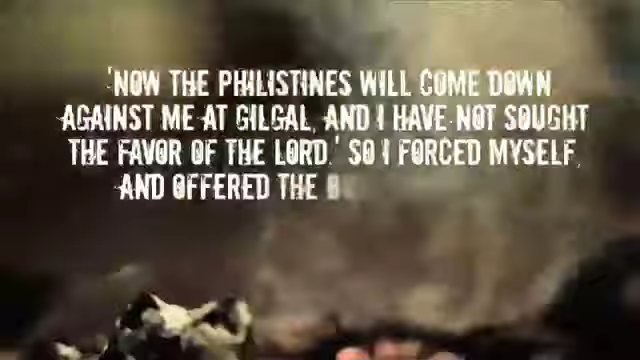 'NOW THE PHILISTINES WILL COME DOWN
AGAINST ME AT GILGAL, AND I HAVE NOT SOUGHT
THE FAVOR OF THE LORD.' SO I FORCED MYSELF,
AND OFFERED THE